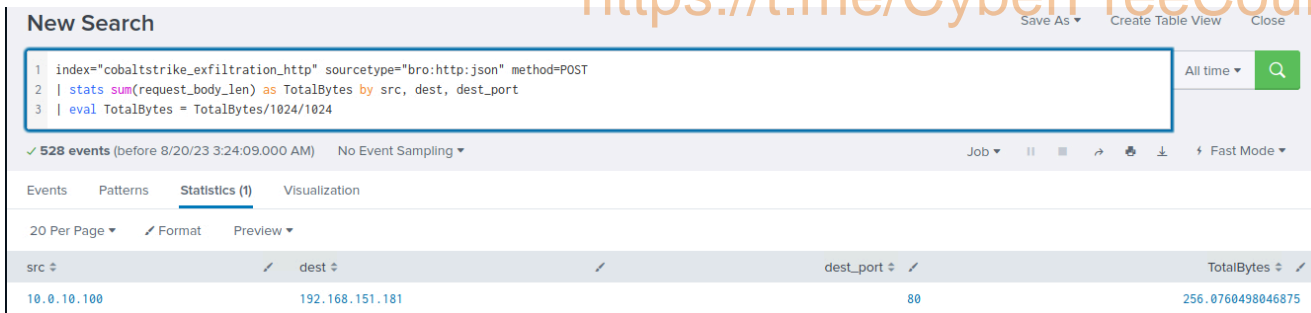 https://t.me/CyberFreeCour
New Search
Save As Create Table View Close
1 index="cobaltstrike_exfiltration_http" sourcetype="bro:http:json" method=POST
2 | stats sum(request_body_len) as TotalBytes by src, dest, dest_port
3 | eval TotalBytes = TotalBytes/1024/1024
All time
528 events (before 8/20/23 3:24:09.000 AM) No Event Sampling Job Fast Mode
Events Patterns Statistics (1) Visualization
20 Per Page Format Preview
src dest dest_port TotalBytes
10.0.10.100 192.168.151.181 80 256.0760498046875